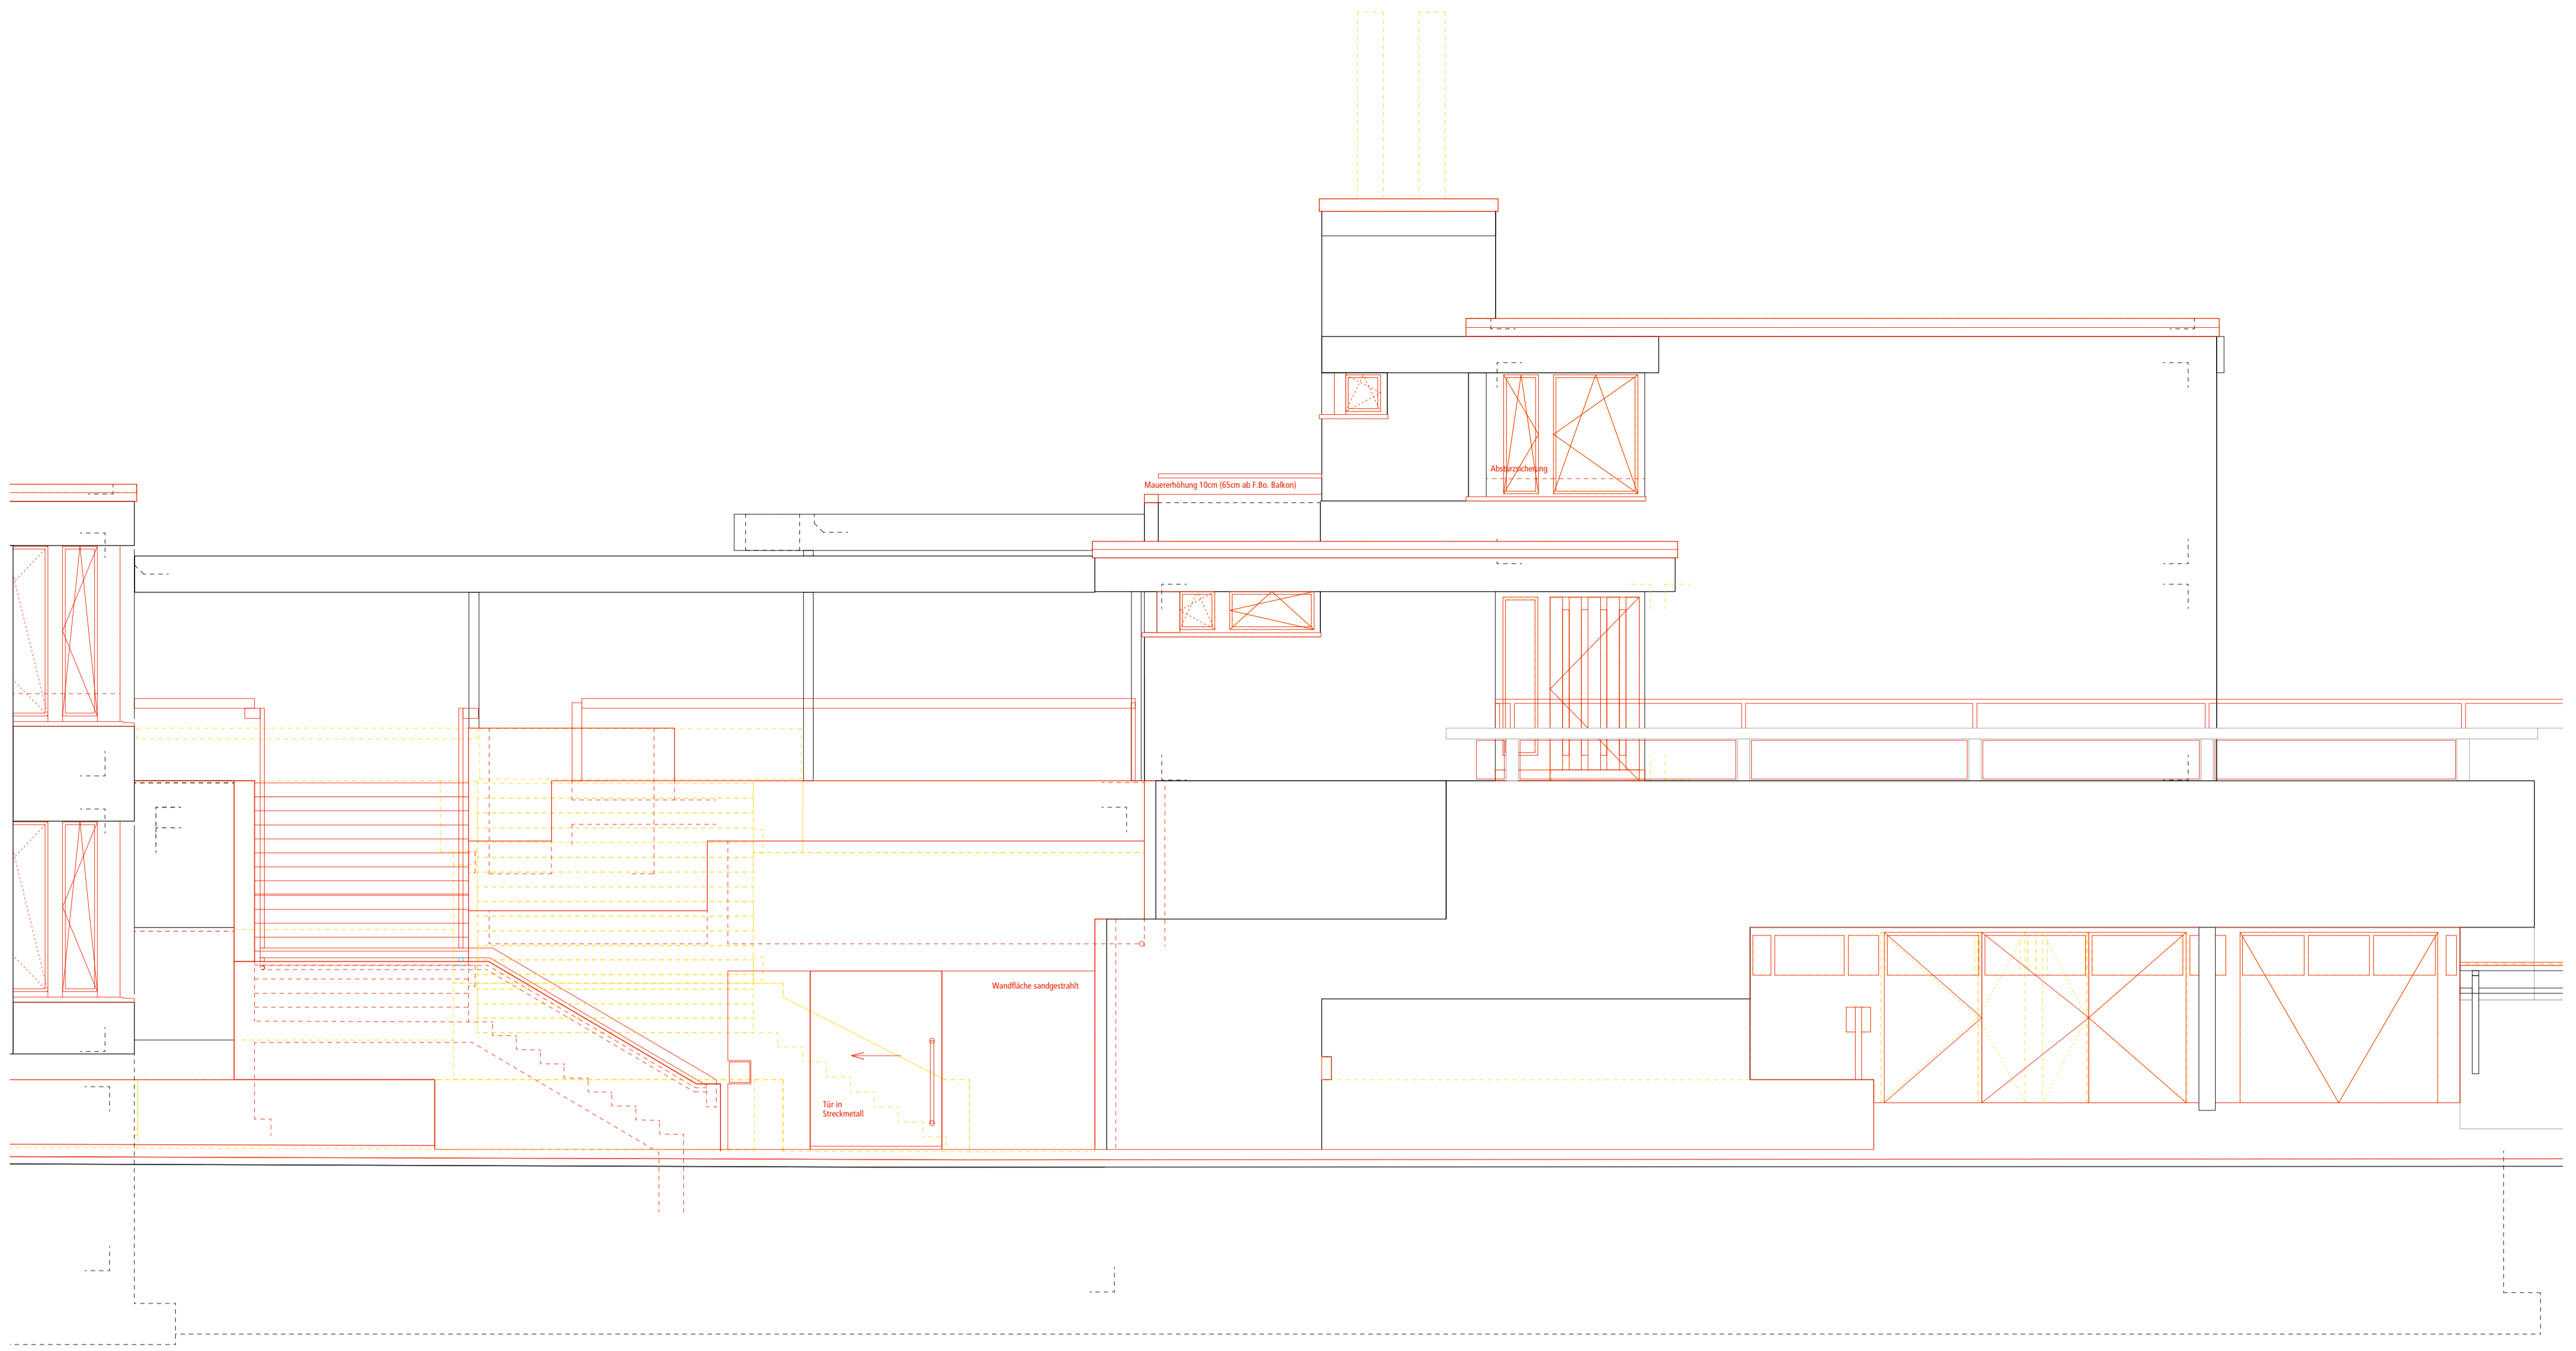 Absturzsicherung
Mauererhöhung 10cm (65cm ab F.Bo. Balkon)
Wandfläche sandgestrahlt
Tür in
Streckmetall